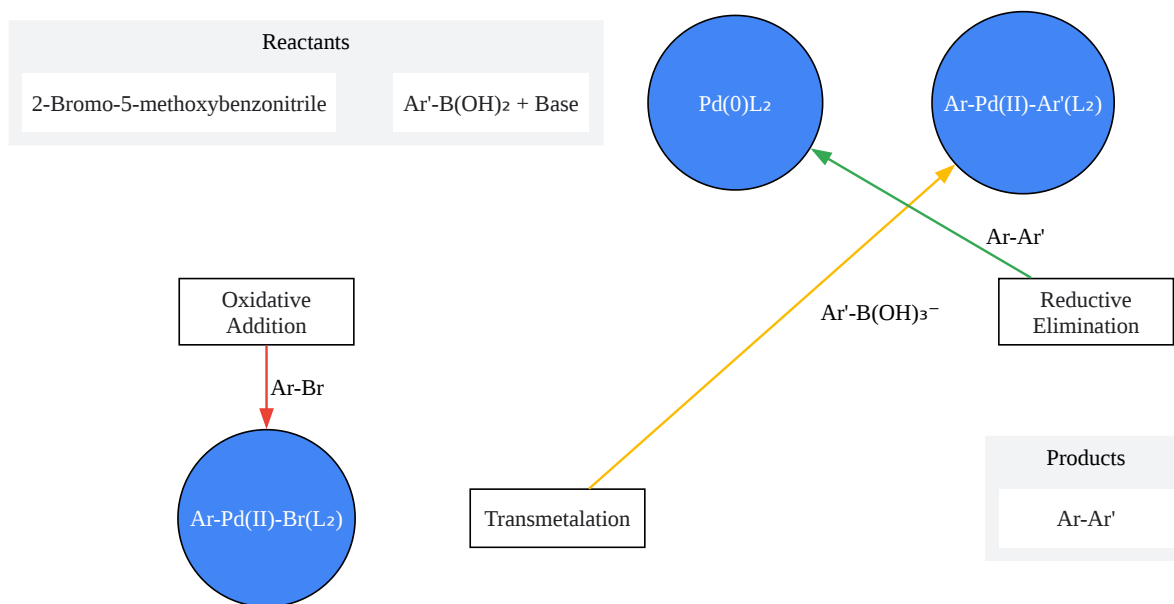 Reactants
2-Bromo-5-methoxybenzonitrile
Ar'-B(OH)₂ + Base
Pd(0)L₂
Ar-Pd(II)-Ar'(L₂)
Ar-Ar'
Oxidative
Addition
Ar'-B(OH)₃⁻
Reductive
Elimination
Ar-Br
Products
Ar-Pd(II)-Br(L₂)
Transmetalation
Ar-Ar'